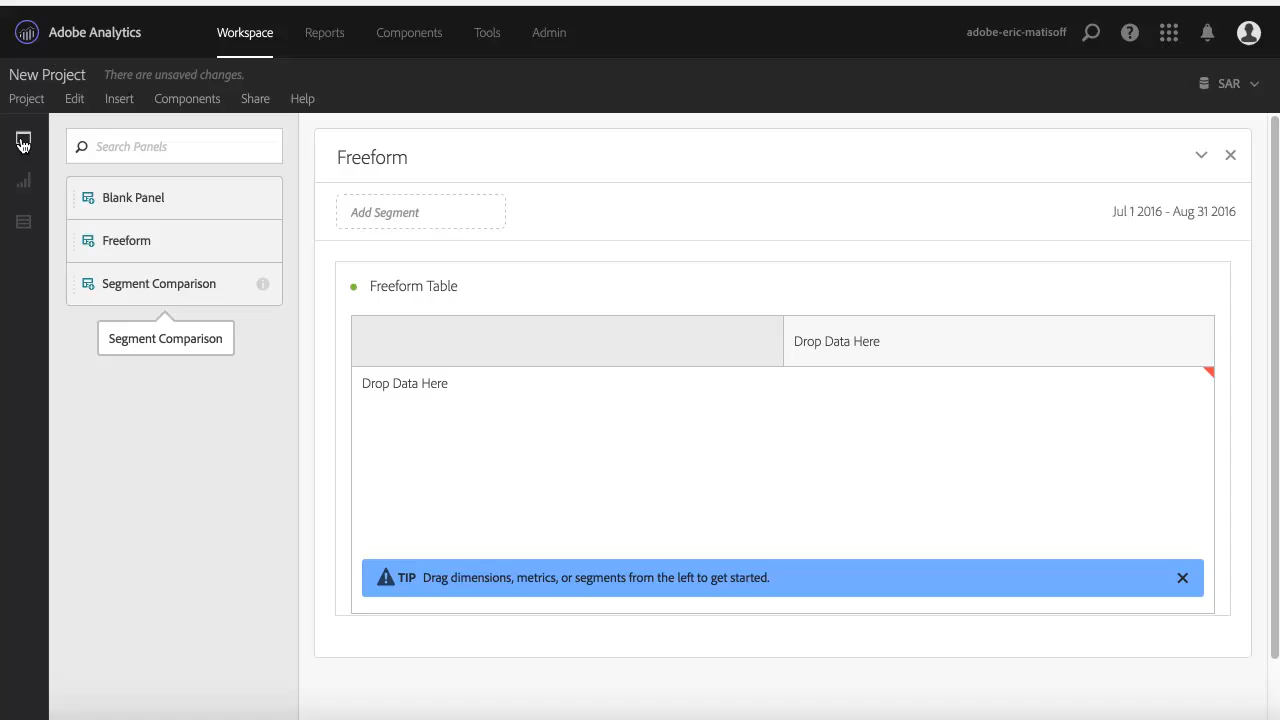 Adobe Analytics
Workspace
Reports
Components
Tools
Admin
adobe-eric-matisoff
New Project
There are unsaved changes.
Project
Edit
Insert
Components
Share
Help
SAR
Search Panels
Blank Panel
Freeform
Segment Comparison
Segment Comparison
Freeform
Add Segment
Jul 1 2016 - Aug 31 2016
Freeform Table
Drop Data Here
Drop Data Here
TIP Drag dimensions, metrics, or segments from the left to get started.